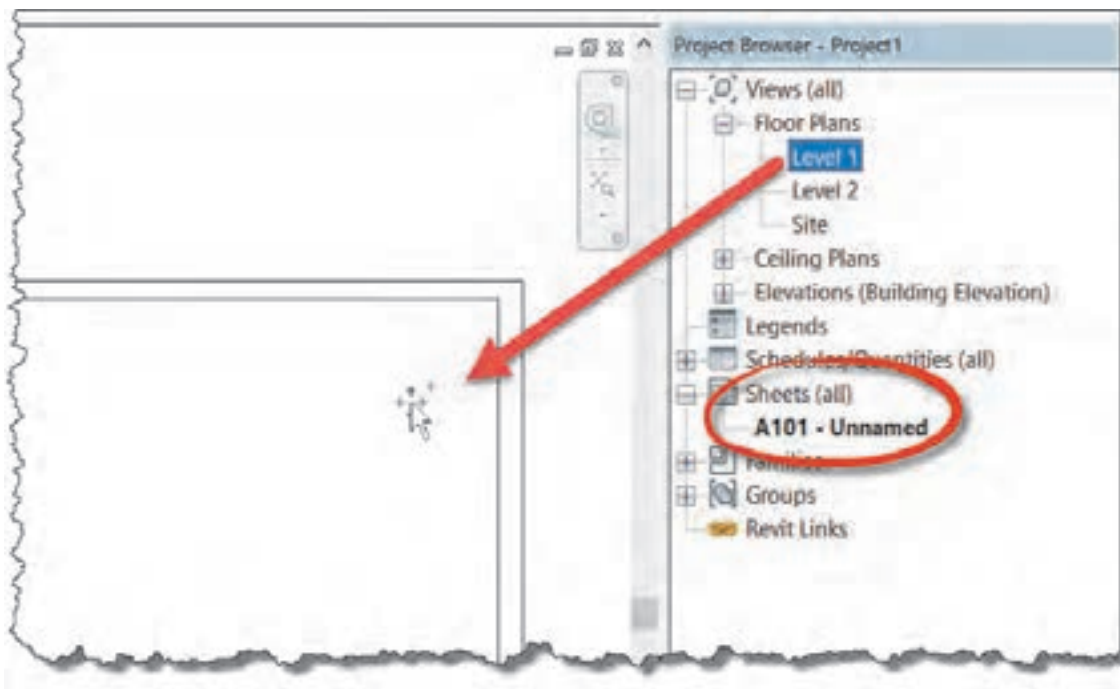 Project Browser - Project1
Views (all)
Floor Plans
Level 1
Level 2
Site
Ceiling Plans
Elevations (Building Elevation)
Legends
Schedules/Quantities (all)
Sheets (all)
A101 - Unnamed
Families
Groups
Revit Links